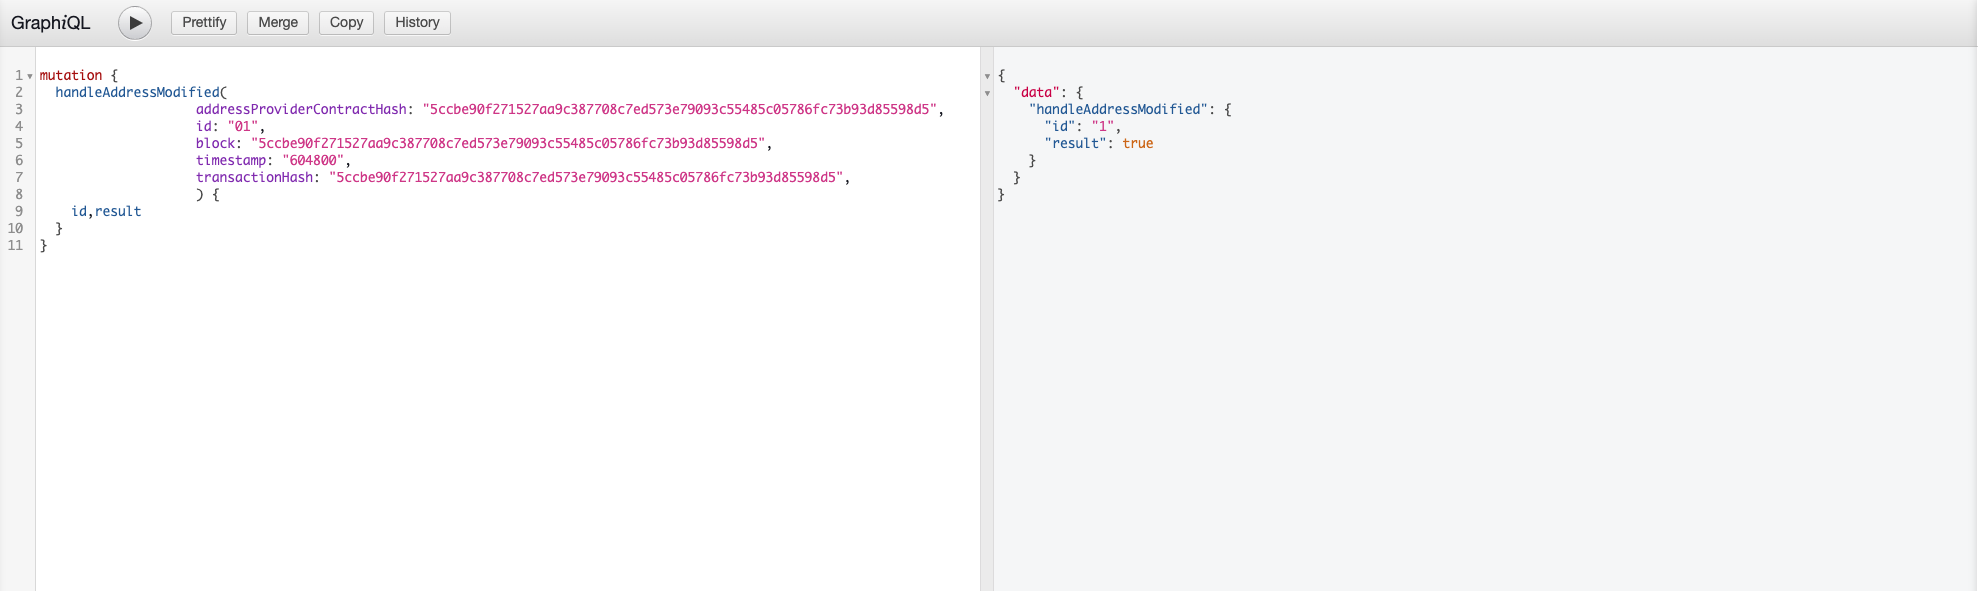 GraphiQL Prettify Merge Copy History
1 mutation {
2 handleAddressModified(
3 addressProviderContractHash: "5ccbe90f271527aa9c387708c7ed573e79093c55485c05786fc73b93d85598d5",
4 id: "01",
5 block: "5ccbe90f271527aa9c387708c7ed573e79093c55485c05786fc73b93d85598d5",
6 timestamp: "604800",
7 transactionHash: "5ccbe90f271527aa9c387708c7ed573e79093c55485c05786fc73b93d85598d5",
8 ) {
9 id,result
10 }
11 }
{
"data": {
"handleAddressModified": {
"id": "1",
"result": true
}
}
}